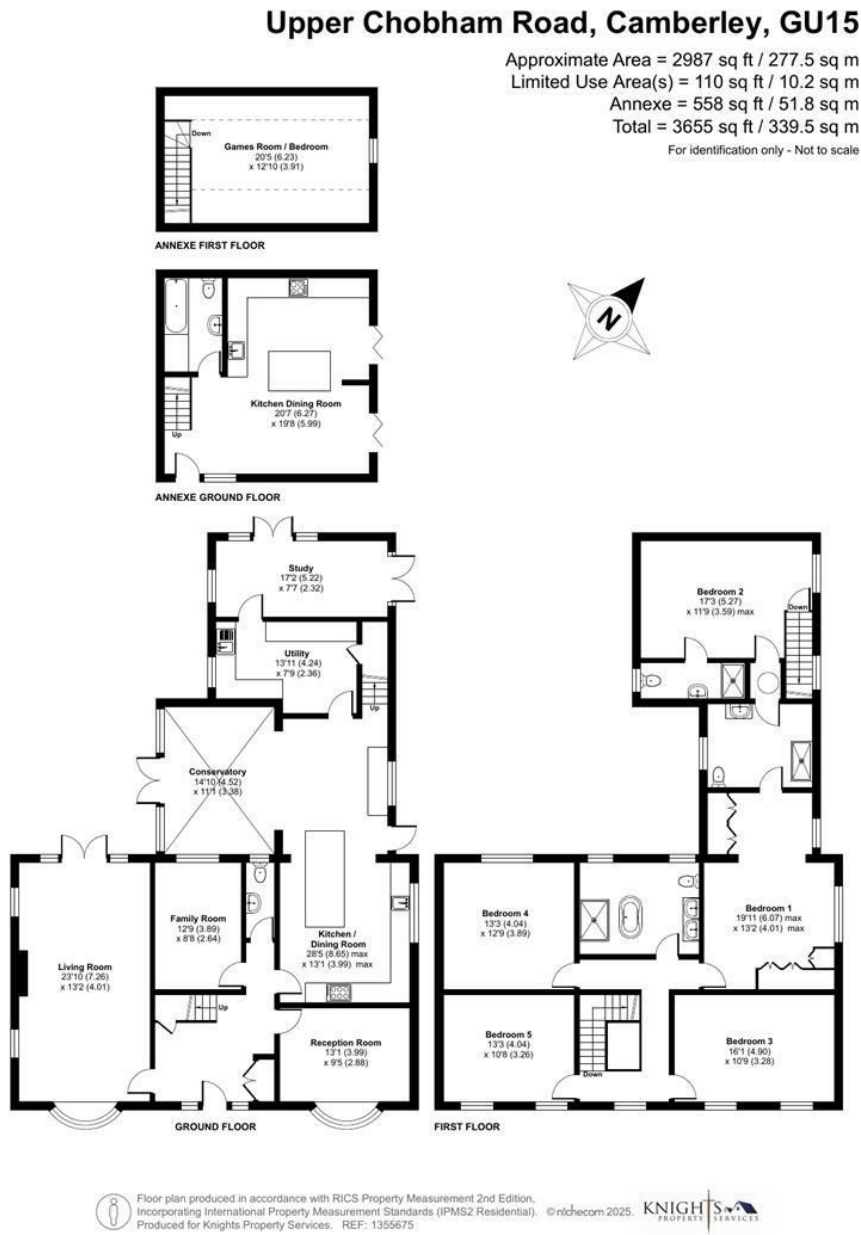 Upper Chobham Road, Camberley, GU15
Approximate Area = 2987 sq ft / 277.5 sq m
Limited Use Area(s) = 110 sq ft / 10.2 sq m
Annexe = 558 sq ft / 51.8 sq m
Total = 3655 sq ft / 339.5 sq m
For identification only - Not to scale
Down
Games Room / Bedroom
20'5 (6.23)
x 12'10 (3.91)
ANNEXE FIRST FLOOR
N
Kitchen Dining Room
20'7 (6.27)
x 19'8 (5.99)
Up
ANNEXE GROUND FLOOR
Study
17'2 (5.22)
x 7'7 (2.32)
Utility
13'11 (4.24)
x 7'9 (2.36)
Up
Conservatory
14'10 (4.52)
x 11'1 (3.38)
Family Room
12'9 (3.89)
x 8'8 (2.64)
Kitchen /
Dining Room
28'5 (8.65) max
x 13'1 (3.99) max
Living Room
23'10 (7.26)
x 13'2 (4.01)
Up
Reception Room
13'1 (3.99)
x 9'5 (2.88)
GROUND FLOOR
Bedroom 2
17'3 (5.27)
x 11'9 (3.59) max
Down
Bedroom 4
13'3 (4.04)
x 12'9 (3.89)
Bedroom 1
19'11 (6.07) max
x 13'2 (4.01) max
Bedroom 5
13'3 (4.04)
x 10'8 (3.26)
Down
Bedroom 3
16'1 (4.90)
x 10'9 (3.28)
FIRST FLOOR
Floor plan produced in accordance with RICS Property Measurement 2nd Edition,
Incorporating International Property Measurement Standards (IPMS2 Residential). © nichecom 2025.
Produced for Knights Property Services. REF: 1355675
KNIGHTS
PROPERTY SERVICES